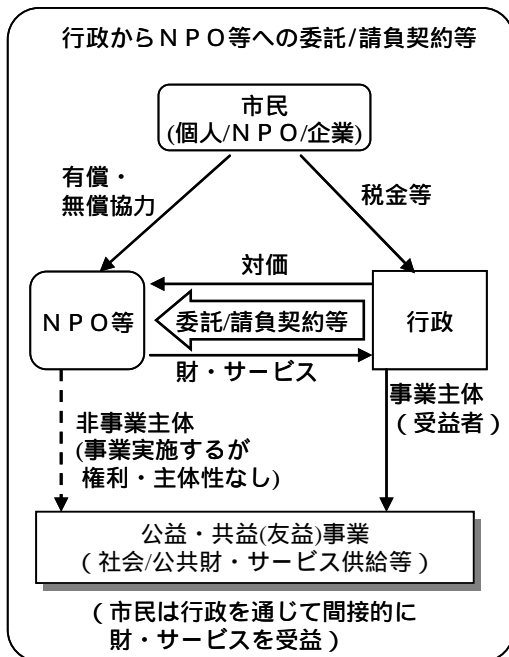 行政からＮＰＯ等への委託/請負契約等
市民
(個人/ＮＰＯ/企業)
有償・
無償協力
税金等
対価
ＮＰＯ等
委託/請負契約等
行政
財・サービス
事業主体
（受益者）
非事業主体
(事業実施するが
権利・主体性なし)
公益・共益(友益)事業
（社会/公共財・サービス供給等）
（市民は行政を通じて間接的に
財・サービスを受益）